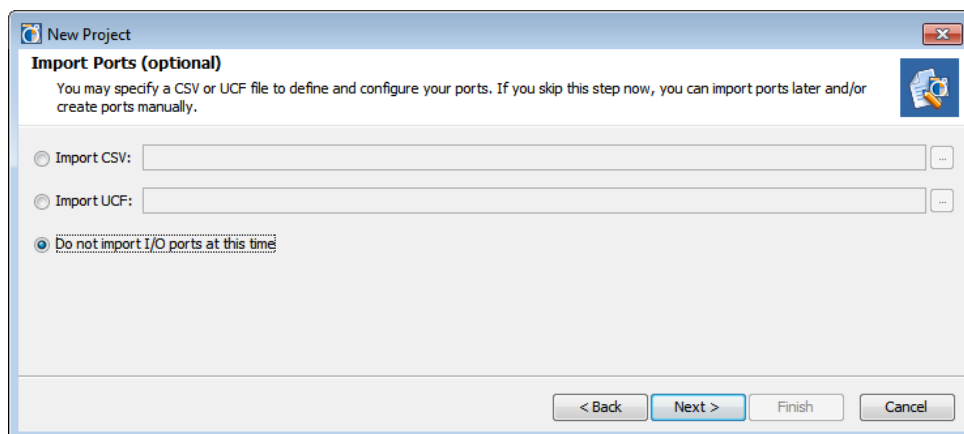 New Project
Import Ports (optional)
You may specify a CSV or UCF file to define and configure your ports. If you skip this step now, you can import ports later and/or
create ports manually.
Import CSV:
...
Import UCF:
...
Do not import I/O ports at this time
< Back Next > Finish Cancel